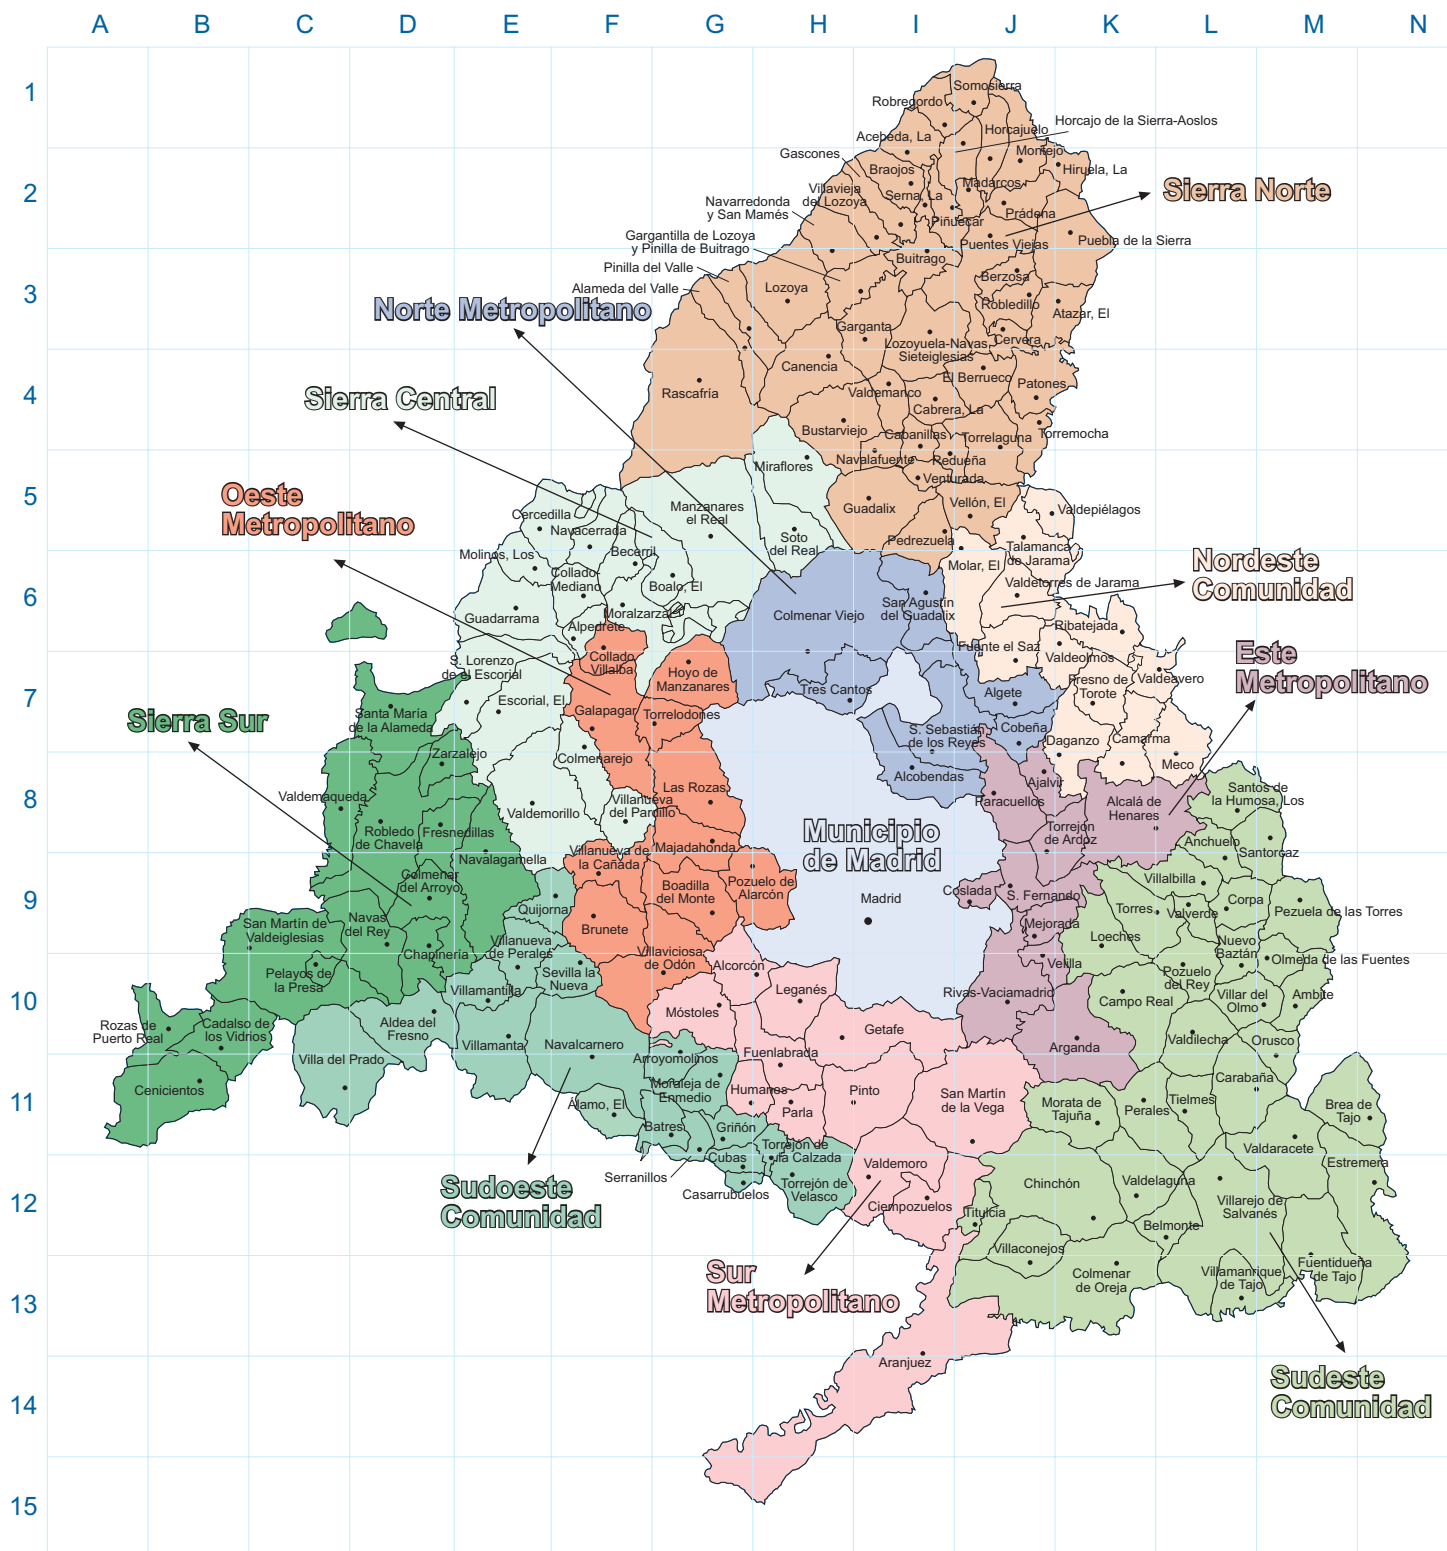 A B C D E F G H I J K L M N
1
2
3
4
5
6
7
8
9
10
11
12
13
14
15
Somosierra
Robregordo
Horcajo de la Sierra-Aoslos
Acebeda, La
Horcajuelo
Gascones
Montejo
Braojos
Hiruela, La
Madarcos
Villavieja
del Lozoya
Serna, La
Sierra Norte
Navarredonda
y San Mamés
Prádena
Piñuecar
Gargantilla de Lozoya
y Pinilla de Buitrago
Puentes Viejas
Puebla de la Sierra
Buitrago
Pinilla del Valle
Berzosa
Alameda del Valle
Lozoya
Robledillo
Atazar, El
Norte Metropolitano
Garganta
Cervera
Lozoyuela-Navas
Sieteiglesias
Canencia
El Berrueco
Patones
Rascafría
Valdemanco
Sierra Central
Cabrera, La
Bustarviejo
Cabanillas
Torrelaguna
Torremocha
Navalafuente
Redueña
Miraflores
Venturada
Oeste
Metropolitano
Guadalix
Vellón, El
Valdepiélagos
Manzanares
el Real
Cercedilla
Navacerrada
Soto
del Real
Pedrezuela
Talamanca
de Jarama
Molinos, Los
Becerril
Molar, El
Nordeste
Comunidad
Collado-
Mediano
Boalo, El
Valdetorres de Jarama
San Agustín
del Guadalix
Colmenar Viejo
Moralzarzal
Guadarrama
Alpedrete
Ribatejada
Fuente el Saz
Valdeolmos
Este
Metropolitano
Collado
Villalba
S. Lorenzo
de el Escorial
Hoyo de
Manzanares
Fresno de
Torote
Valdeavero
Tres Cantos
Algete
Escorial, El
Galapagar
Torrelodones
Santa María
de la Alameda
Sierra Sur
S. Sebastián
de los Reyes
Cobeña
Daganzo
Camarma
Zarzalejo
Colmenarejo
Meco
Alcobendas
Ajalvir
Las Rozas
Valdemaqueda
Villanueva
del Pardillo
Paracuellos
Alcalá de
Henares
Santos de
la Humosa, Los
Valdemorillo
Robledo
de Chavela
Fresnedillas
Municipio
de Madrid
Torrejón
de Ardoz
Anchuelo
Santorcaz
Navalagamella
Villanueva de
la Cañada
Majadahonda
Colmenar
del Arroyo
Boadilla
del Monte
Pozuelo de
Alarcón
Villalbilla
Coslada
S. Fernando
Madrid
Corpa
Quijorna
Torres
Valverde
Pezuela de las Torres
San Martín de
Valdeiglesias
Navas
del Rey
Brunete
Mejorada
Loeches
Nuevo
Baztán
Chapinería
Villanueva
de Perales
Villaviciosa
de Odón
Velilla
Olmeda de las Fuentes
Pelayos de
la Presa
Sevilla la
Nueva
Alcorcón
Pozuelo
del Rey
Villamantilla
Leganés
Rivas-Vaciamadrid
Campo Real
Villar del
Olmo
Ambite
Rozas de
Puerto Real
Cadalso de
los Vidrios
Aldea del
Fresno
Móstoles
Getafe
Valdilecha
Orusco
Villamanta
Navalcarnero
Arganda
Villa del Prado
Arroyomolinos
Fuenlabrada
Carabaña
Cenicientos
Moraleja de
Enmedio
Humanes
Pinto
San Martín
de la Vega
Morata de
Tajuña
Perales
Tielmes
Álamo, El
Parla
Brea de
Tajo
Batres
Griñón
Valdaracete
Torrejón de
la Calzada
Cubas
Valdemoro
Estremera
Serranillos
Casarrubuelos
Torrejón de
Velasco
Chinchón
Valdelaguna
Sudoeste
Comunidad
Ciempozuelos
Titulcia
Villarejo de
Salvanés
Belmonte
Villaconejos
Sur
Metropolitano
Colmenar
de Oreja
Villamanrique
de Tajo
Fuentidueña
de Tajo
Aranjuez
Sudeste
Comunidad